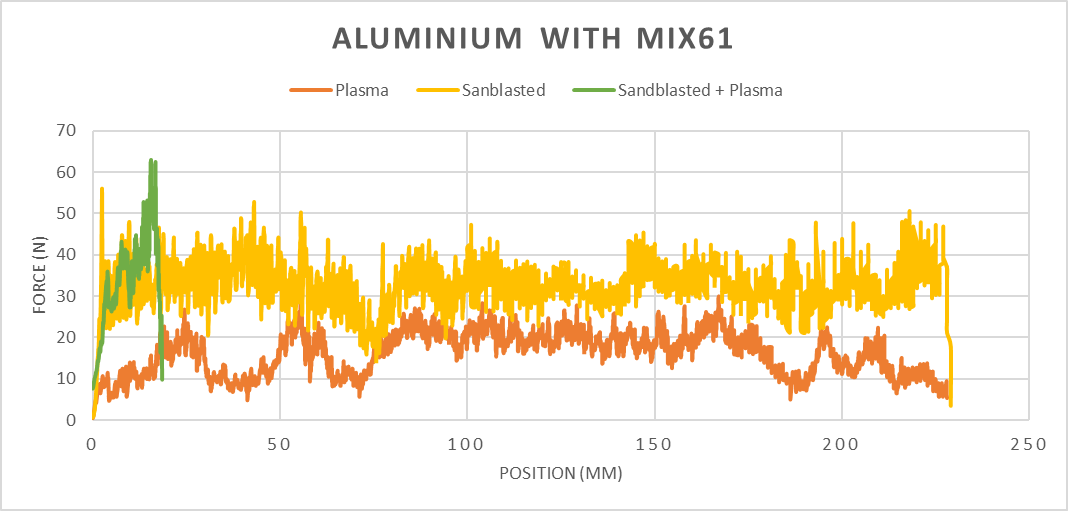 ALUMINIUM WITH MIX61
Plasma Sanblasted Sandblasted + Plasma
70
60
50
40
30
20
10
0
FORCE (N)
0 50 100 150 200 250
POSITION (MM)